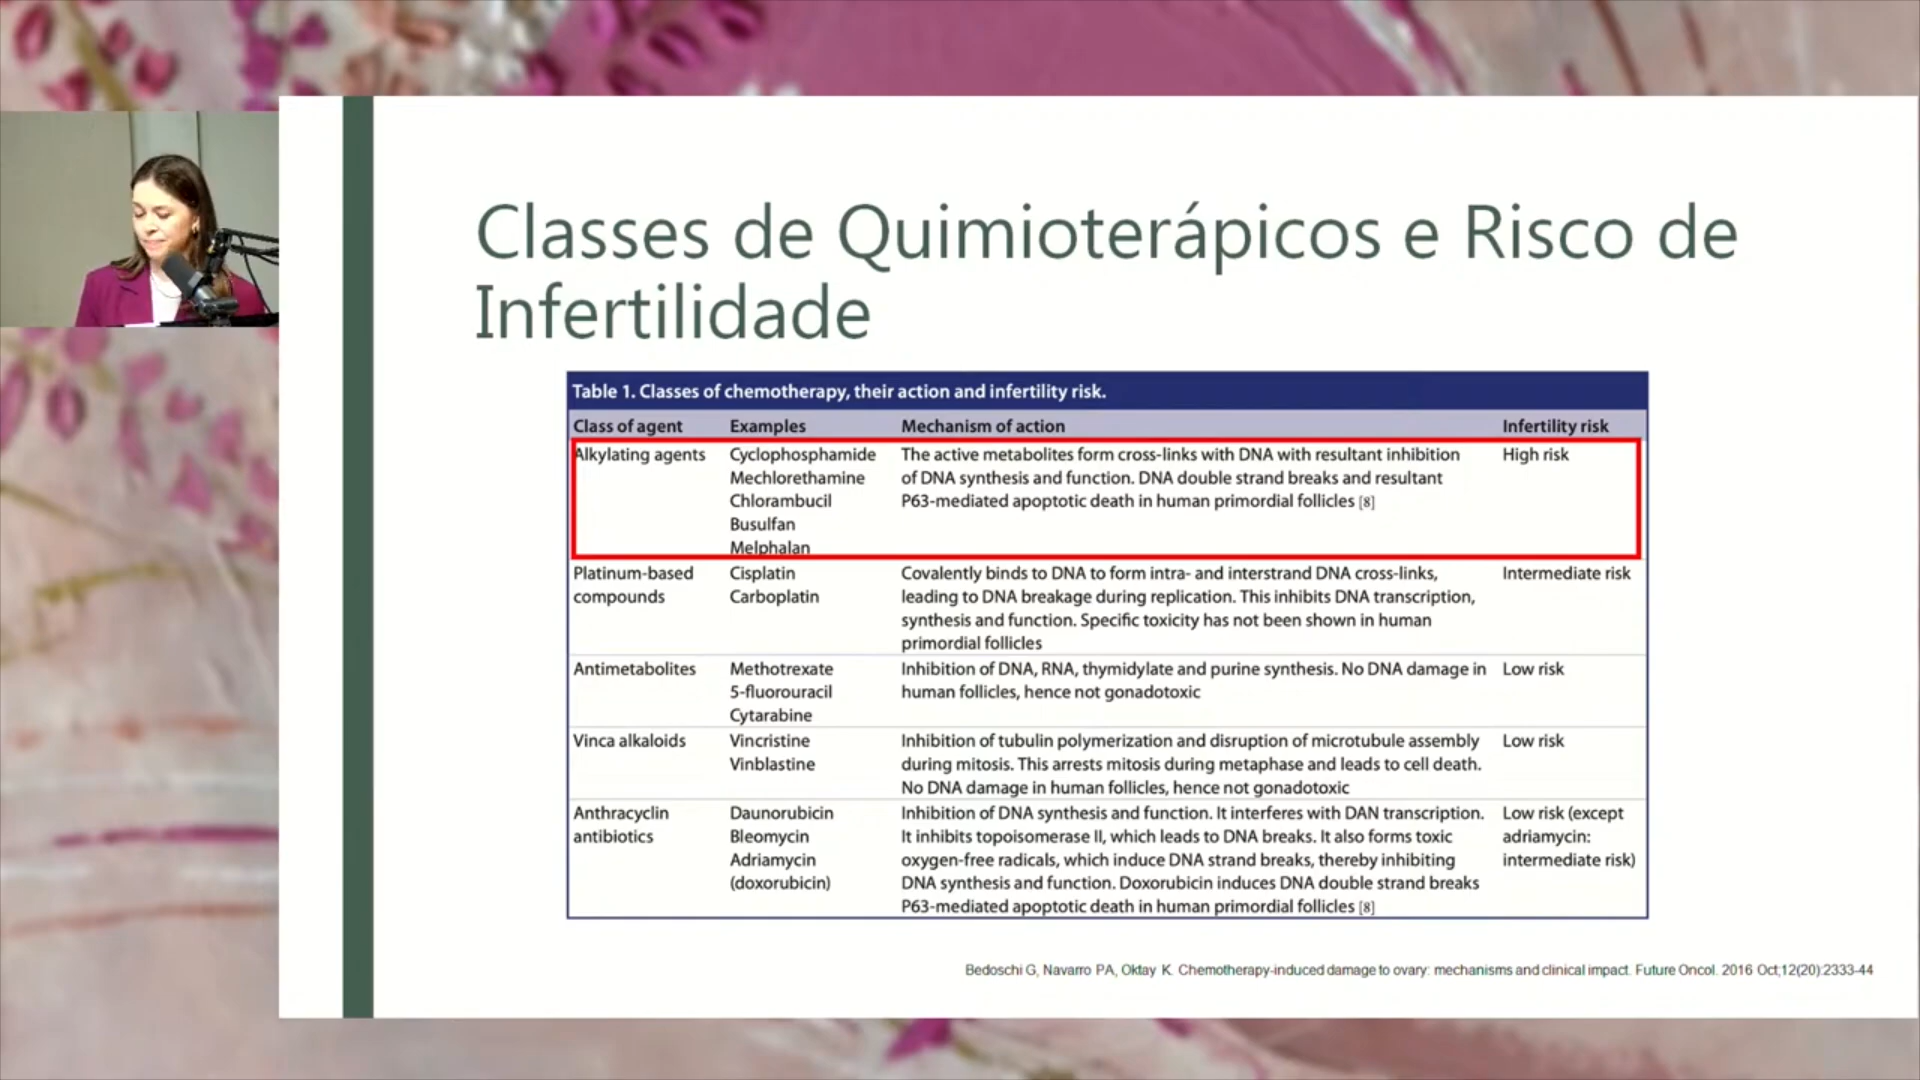 Classes de Quimioterápicos e Risco de
Infertilidade
Table 1. Classes of chemotherapy, their action and infertility risk.
Class of agent Examples Mechanism of action Infertility risk
Alkylating agents Cyclophosphamide The active metabolites form cross-links with DNA with resultant inhibition High risk
Mechlorethamine of DNA synthesis and function. DNA double strand breaks and resultant
Chlorambucil P63-mediated apoptotic death in human primordial follicles [8]
Busulfan
Melphalan
Platinum-based Cisplatin Covalently binds to DNA to form intra- and interstrand DNA cross-links, Intermediate risk
compounds Carboplatin leading to DNA breakage during replication. This inhibits DNA transcription,
synthesis and function. Specific toxicity has not been shown in human
primordial follicles
Antimetabolites Methotrexate Inhibition of DNA, RNA, thymidylate and purine synthesis. No DNA damage in Low risk
5-fluorouracil human follicles, hence not gonadotoxic
Cytarabine
Vinca alkaloids Vincristine Inhibition of tubulin polymerization and disruption of microtubule assembly Low risk
Vinblastine during mitosis. This arrests mitosis during metaphase and leads to cell death.
No DNA damage in human follicles, hence not gonadotoxic
Anthracyclin Daunorubicin Inhibition of DNA synthesis and function. It interferes with DAN transcription. Low risk (except
antibiotics Bleomycin It inhibits topoisomerase II, which leads to DNA breaks. It also forms toxic adriamycin:
Adriamycin oxygen-free radicals, which induce DNA strand breaks, thereby inhibiting intermediate risk)
(doxorubicin) DNA synthesis and function. Doxorubicin induces DNA double strand breaks
P63-mediated apoptotic death in human primordial follicles [8]
Bedoschi G, Navarro PA, Oktay K. Chemotherapy-induced damage to ovary: mechanisms and clinical impact. Future Oncol. 2016 Oct;12(20):2333-44